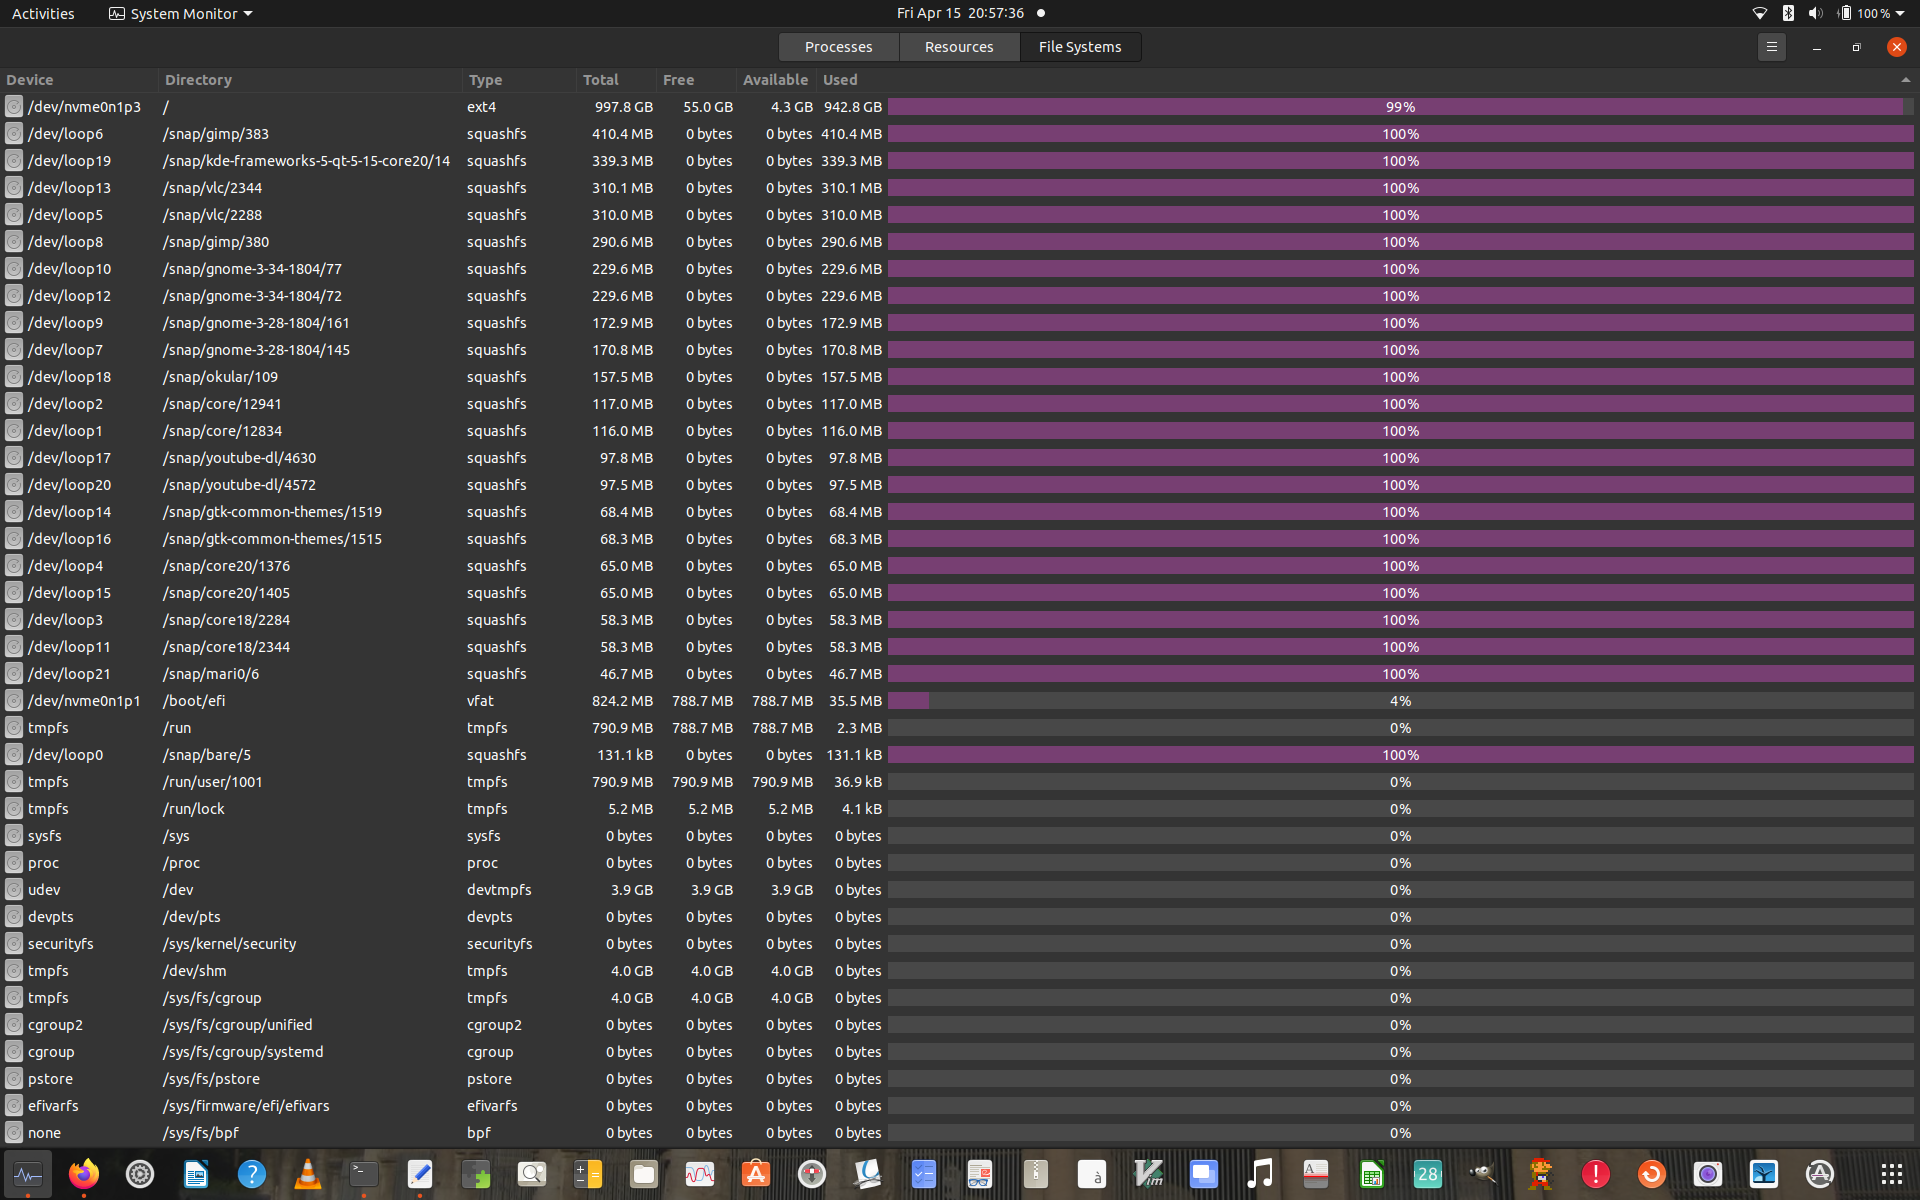 Activities System Monitor Fri Apr 15 20:57:36 100 %
Processes Resources File Systems
Device Directory Type Total Free Available Used
/dev/nvme0n1p3 / ext4 997.8 GB 55.0 GB 4.3 GB 942.8 GB 99%
/dev/loop6 /snap/gimp/383 squashfs 410.4 MB 0 bytes 0 bytes 410.4 MB 100%
/dev/loop19 /snap/kde-frameworks-5-qt-5-15-core20/14 squashfs 339.3 MB 0 bytes 0 bytes 339.3 MB 100%
/dev/loop13 /snap/vlc/2344 squashfs 310.1 MB 0 bytes 0 bytes 310.1 MB 100%
/dev/loop5 /snap/vlc/2288 squashfs 310.0 MB 0 bytes 0 bytes 310.0 MB 100%
/dev/loop8 /snap/gimp/380 squashfs 290.6 MB 0 bytes 0 bytes 290.6 MB 100%
/dev/loop10 /snap/gnome-3-34-1804/77 squashfs 229.6 MB 0 bytes 0 bytes 229.6 MB 100%
/dev/loop12 /snap/gnome-3-34-1804/72 squashfs 229.6 MB 0 bytes 0 bytes 229.6 MB 100%
/dev/loop9 /snap/gnome-3-28-1804/161 squashfs 172.9 MB 0 bytes 0 bytes 172.9 MB 100%
/dev/loop7 /snap/gnome-3-28-1804/145 squashfs 170.8 MB 0 bytes 0 bytes 170.8 MB 100%
/dev/loop18 /snap/okular/109 squashfs 157.5 MB 0 bytes 0 bytes 157.5 MB 100%
/dev/loop2 /snap/core/12941 squashfs 117.0 MB 0 bytes 0 bytes 117.0 MB 100%
/dev/loop1 /snap/core/12834 squashfs 116.0 MB 0 bytes 0 bytes 116.0 MB 100%
/dev/loop17 /snap/youtube-dl/4630 squashfs 97.8 MB 0 bytes 0 bytes 97.8 MB 100%
/dev/loop20 /snap/youtube-dl/4572 squashfs 97.5 MB 0 bytes 0 bytes 97.5 MB 100%
/dev/loop14 /snap/gtk-common-themes/1519 squashfs 68.4 MB 0 bytes 0 bytes 68.4 MB 100%
/dev/loop16 /snap/gtk-common-themes/1515 squashfs 68.3 MB 0 bytes 0 bytes 68.3 MB 100%
/dev/loop4 /snap/core20/1376 squashfs 65.0 MB 0 bytes 0 bytes 65.0 MB 100%
/dev/loop15 /snap/core20/1405 squashfs 65.0 MB 0 bytes 0 bytes 65.0 MB 100%
/dev/loop3 /snap/core18/2284 squashfs 58.3 MB 0 bytes 0 bytes 58.3 MB 100%
/dev/loop11 /snap/core18/2344 squashfs 58.3 MB 0 bytes 0 bytes 58.3 MB 100%
/dev/loop21 /snap/mari0/6 squashfs 46.7 MB 0 bytes 0 bytes 46.7 MB 100%
/dev/nvme0n1p1 /boot/efi vfat 824.2 MB 788.7 MB 788.7 MB 35.5 MB 4%
tmpfs /run tmpfs 790.9 MB 788.7 MB 788.7 MB 2.3 MB 0%
/dev/loop0 /snap/bare/5 squashfs 131.1 kB 0 bytes 0 bytes 131.1 kB 100%
tmpfs /run/user/1001 tmpfs 790.9 MB 790.9 MB 790.9 MB 36.9 kB 0%
tmpfs /run/lock tmpfs 5.2 MB 5.2 MB 5.2 MB 4.1 kB 0%
sysfs /sys sysfs 0 bytes 0 bytes 0 bytes 0 bytes 0%
proc /proc proc 0 bytes 0 bytes 0 bytes 0 bytes 0%
udev /dev devtmpfs 3.9 GB 3.9 GB 3.9 GB 0 bytes 0%
devpts /dev/pts devpts 0 bytes 0 bytes 0 bytes 0 bytes 0%
securityfs /sys/kernel/security securityfs 0 bytes 0 bytes 0 bytes 0 bytes 0%
tmpfs /dev/shm tmpfs 4.0 GB 4.0 GB 4.0 GB 0 bytes 0%
tmpfs /sys/fs/cgroup tmpfs 4.0 GB 4.0 GB 4.0 GB 0 bytes 0%
cgroup2 /sys/fs/cgroup/unified cgroup2 0 bytes 0 bytes 0 bytes 0 bytes 0%
cgroup /sys/fs/cgroup/systemd cgroup 0 bytes 0 bytes 0 bytes 0 bytes 0%
pstore /sys/fs/pstore pstore 0 bytes 0 bytes 0 bytes 0 bytes 0%
efivarfs /sys/firmware/efi/efivars efivarfs 0 bytes 0 bytes 0 bytes 0 bytes 0%
none /sys/fs/bpf bpf 0 bytes 0 bytes 0 bytes 0 bytes 0%
? à Vim A 28 !